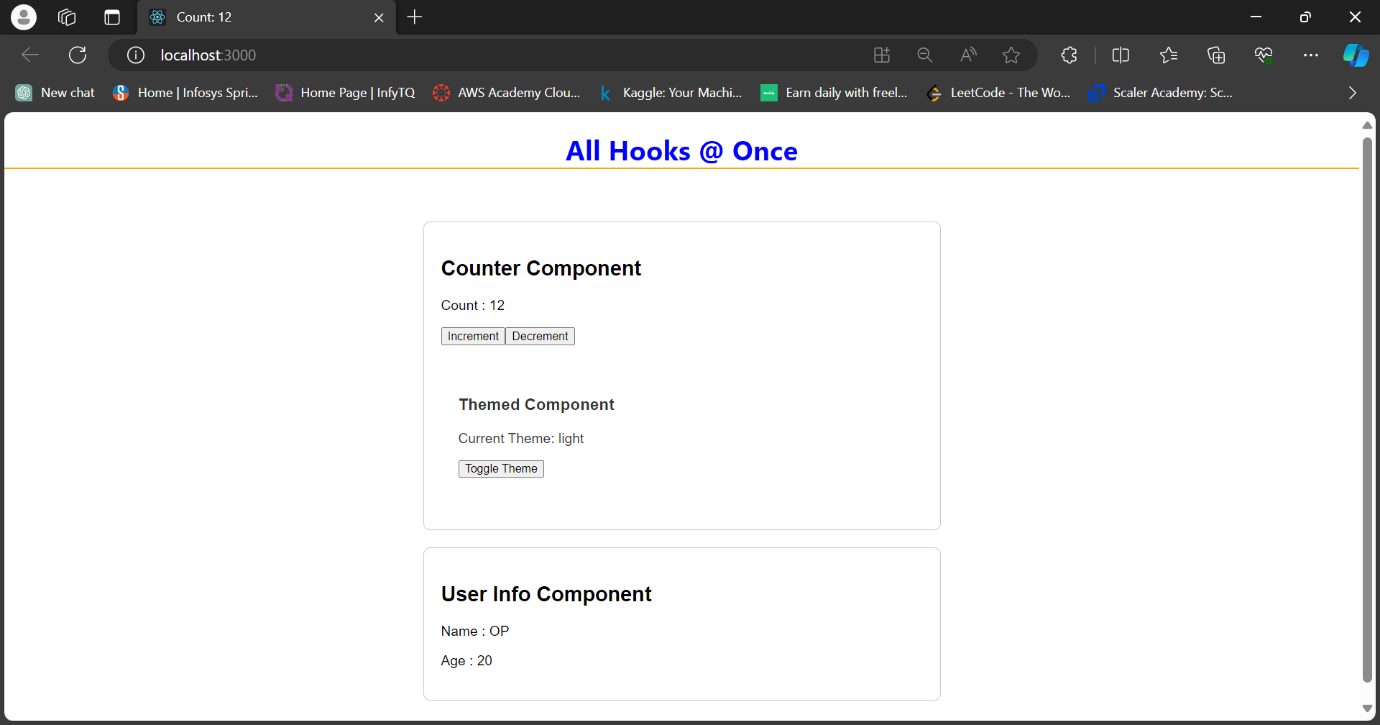 Count: 12
localhost:3000
New chat
Home | Infosys Spri...
Home Page | InfyTQ
AWS Academy Clou...
Kaggle: Your Machi...
Earn daily with freel...
LeetCode - The Wo...
Scaler Academy: Sc...
All Hooks @ Once
Counter Component
Count : 12
Increment Decrement
Themed Component
Current Theme: light
Toggle Theme
User Info Component
Name : OP
Age : 20